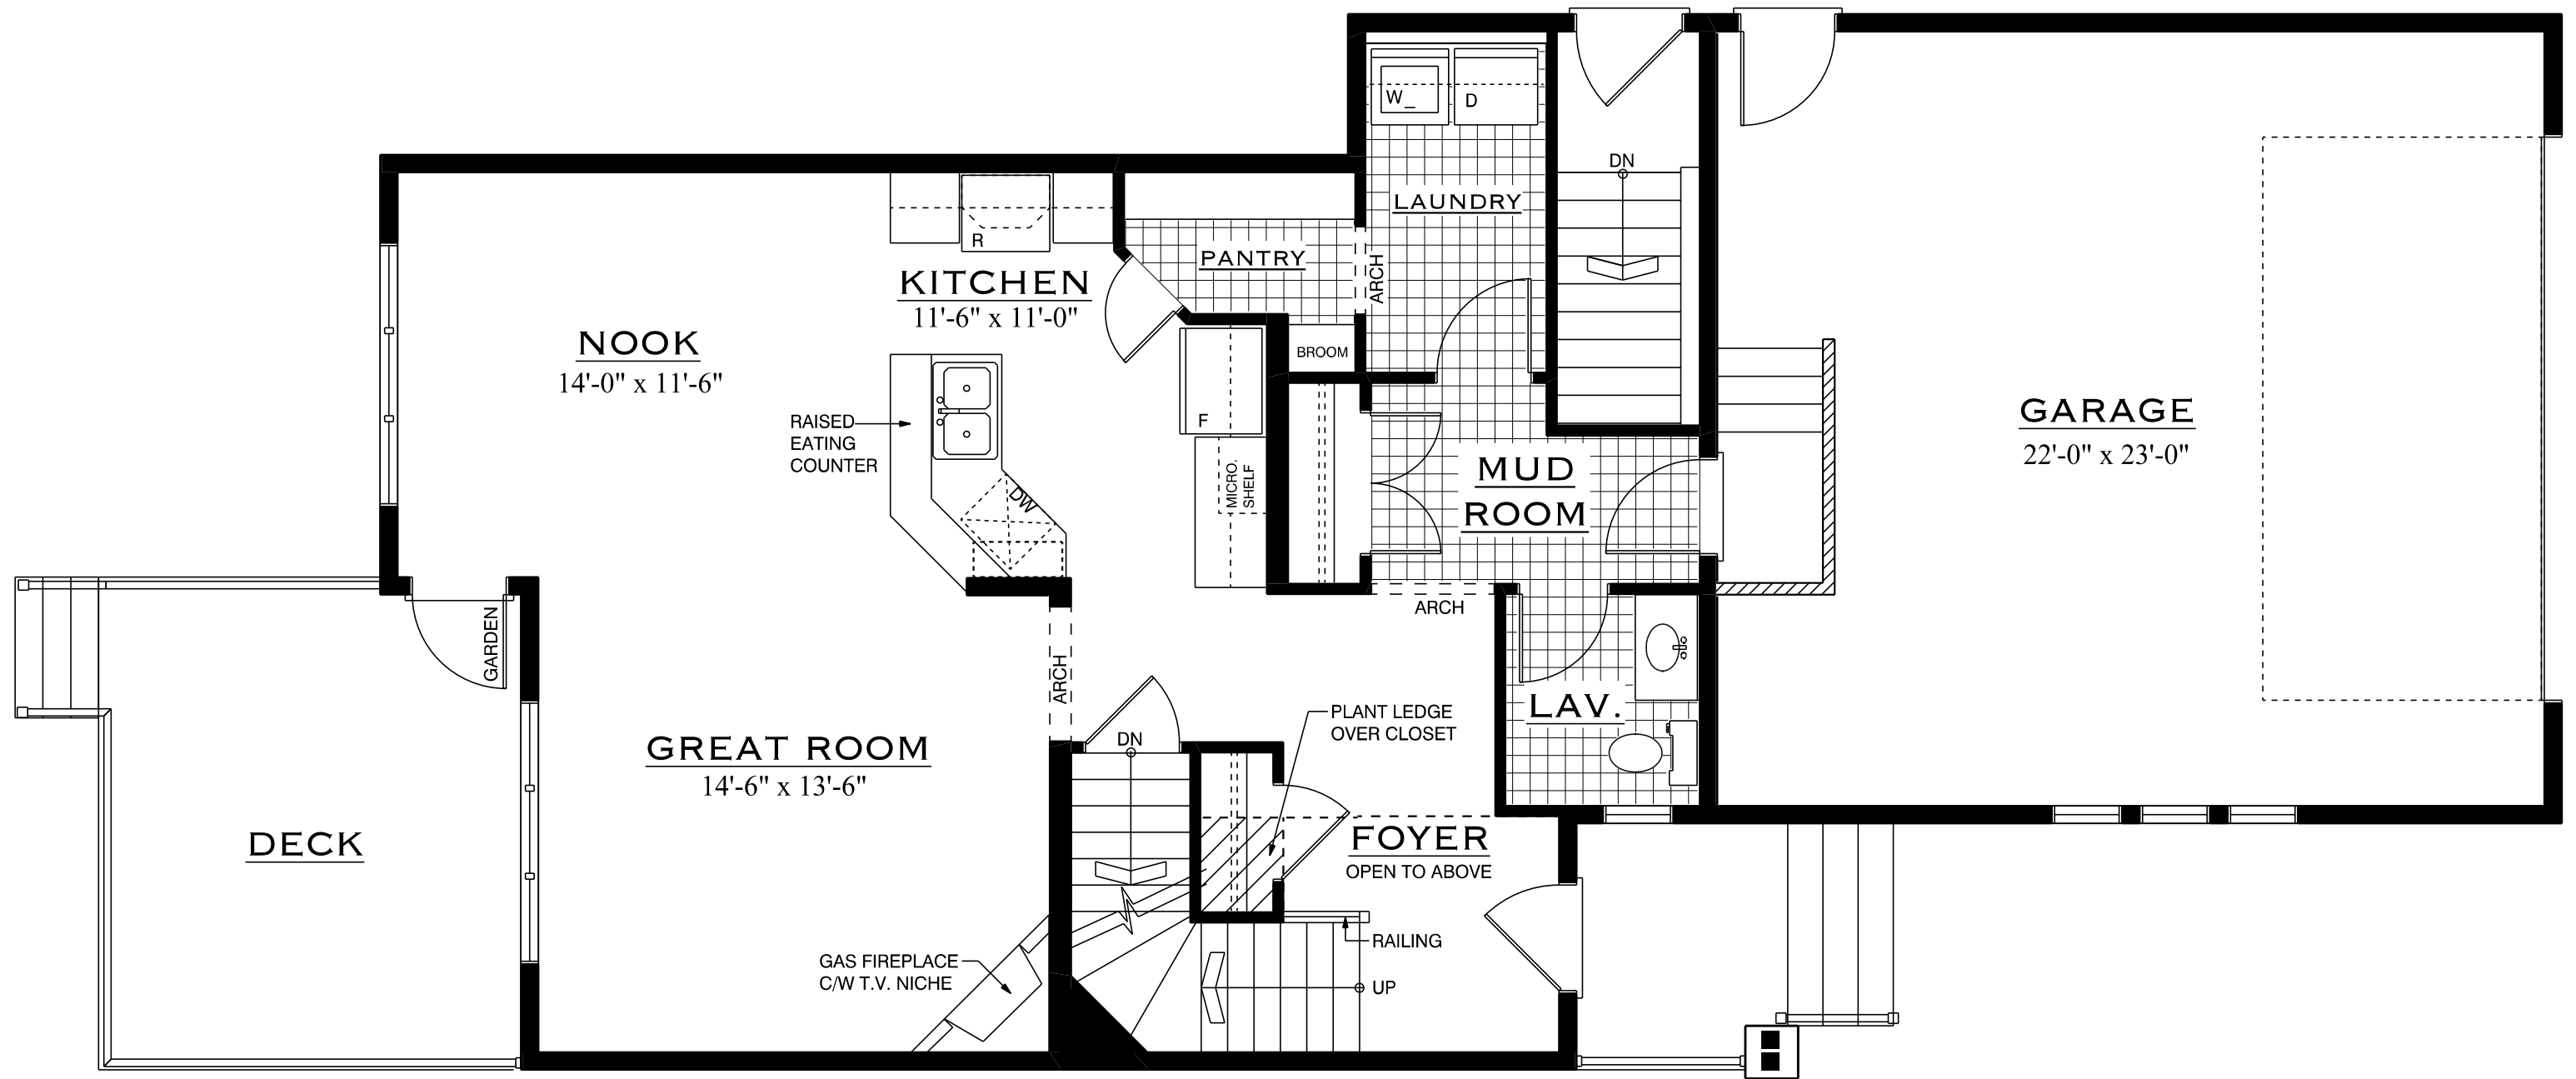 W_
D
DN
LAUNDRY
R
PANTRY
ARCH
KITCHEN
11'-6" x 11'-0"
NOOK
14'-0" x 11'-6"
BROOM
RAISED
EATING
COUNTER
F
MICRO.
SHELF
DW
MUD
ROOM
GARAGE
22'-0" x 23'-0"
ARCH
GARDEN
ARCH
LAV.
PLANT LEDGE
OVER CLOSET
DN
GREAT ROOM
14'-6" x 13'-6"
DECK
FOYER
OPEN TO ABOVE
RAILING
GAS FIREPLACE
C/W T.V. NICHE
UP